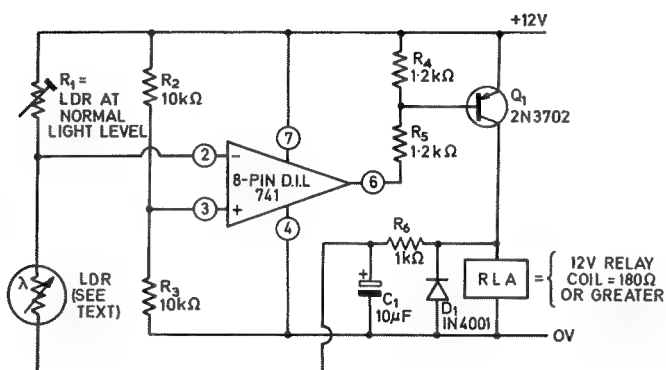 +12V
R1 =
LDR AT
NORMAL
LIGHT LEVEL
R2
10kΩ
R4
1·2kΩ
Q1
2N3702
R5
1·2kΩ
7
2
−
8-PIN D.I.L
741
6
3
+
4
R6
1kΩ
λ
LDR
(SEE
TEXT)
R3
10kΩ
+
C1
10µF
D1
IN4001
RLA
=
12V RELAY
COIL = 180Ω
OR GREATER
0V